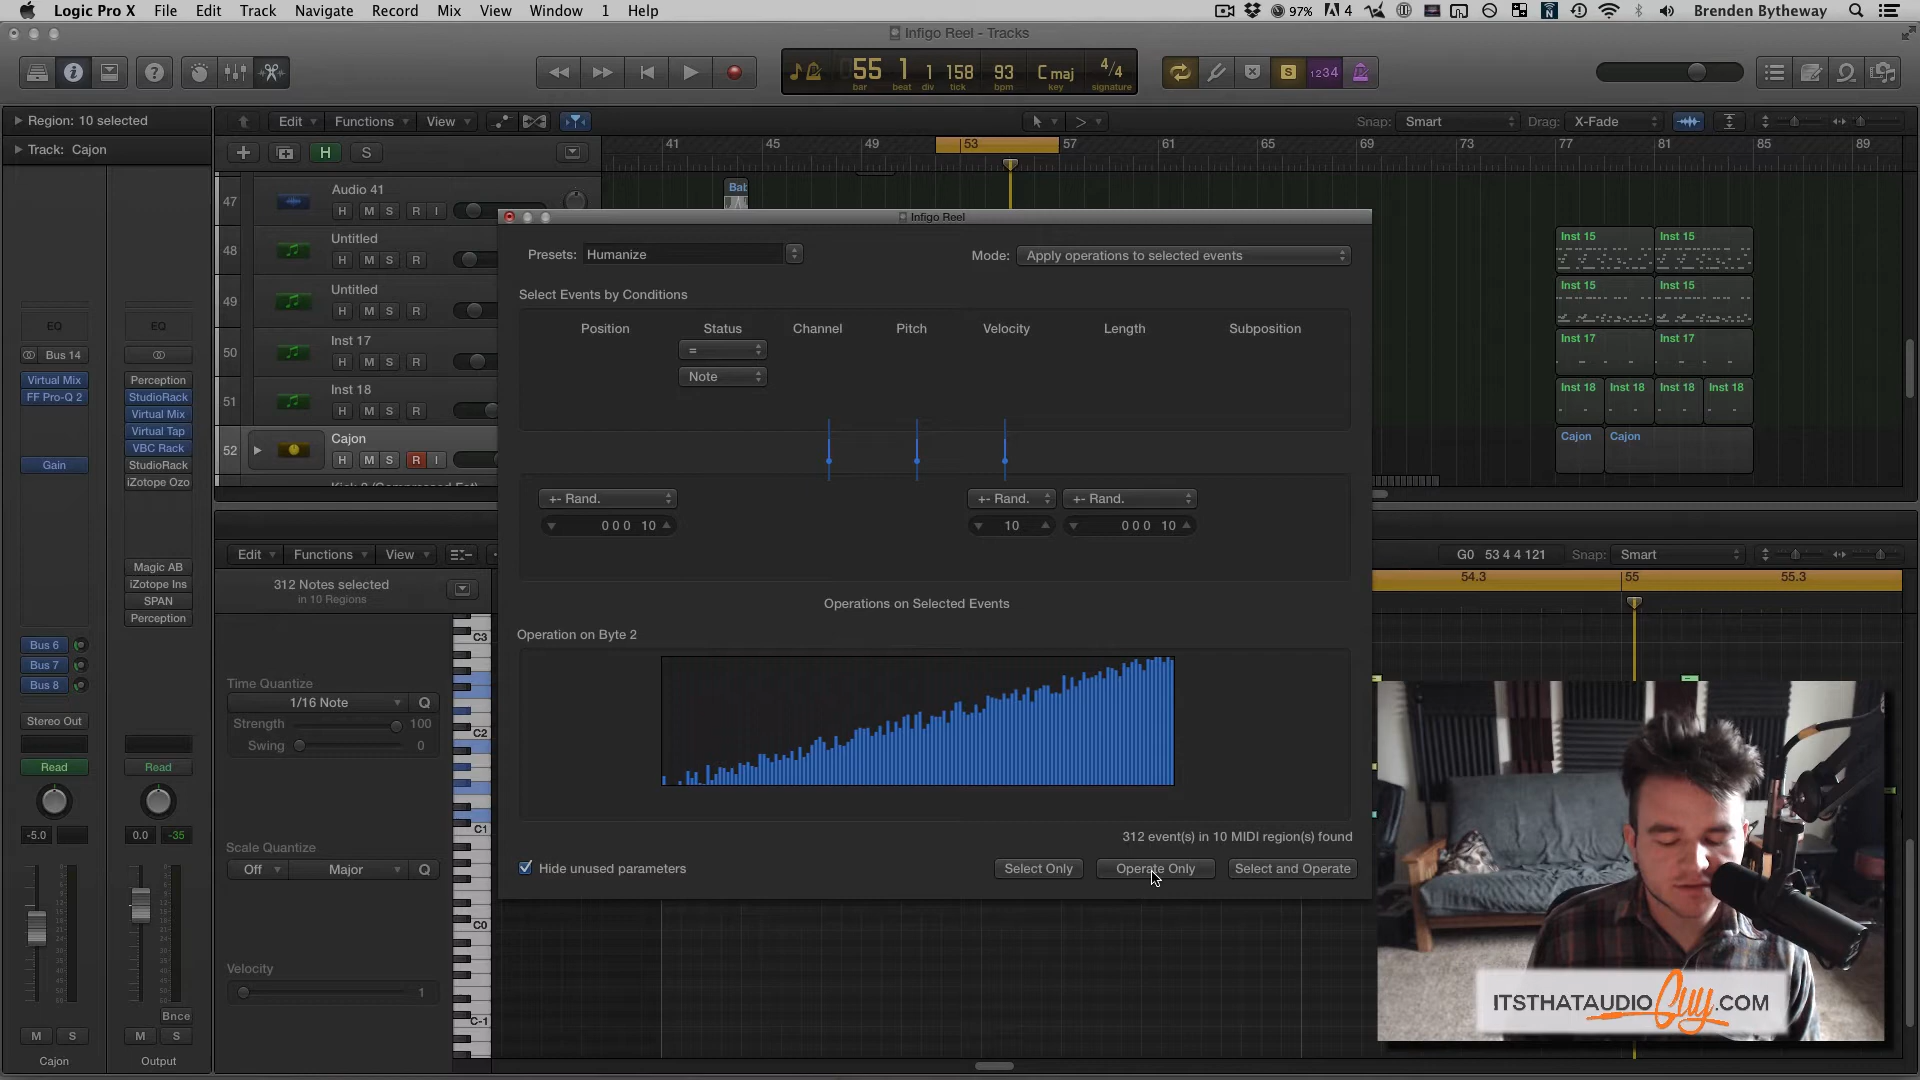 Logic Pro X File Edit Track Navigate Record Mix View Window 1 Help 97% 4 Brenden Bytheway
Infigo Reel - Tracks
55 1 1 158 93 C maj 4/4
bar beat div tick bpm key signature
S 1234
Region: 10 selected
Edit Functions View Snap: Smart Drag: X-Fade
Track: Cajon
H S
41 45 49 53 57 61 65 69 73 77 81 85 89
47 Audio 41
H M S R I
48 Untitled
H M S R
49 Untitled
H M S R
50 Inst 17
H M S R
51 Inst 18
H M S R
52 Cajon
H M S R I
Inst 15 Inst 15
Inst 15 Inst 15
Inst 17 Inst 17
Inst 18 Inst 18 Inst 18 Inst 18
Cajon Cajon
Infigo Reel
Presets: Humanize
Mode: Apply operations to selected events
Select Events by Conditions
Position Status Channel Pitch Velocity Length Subposition
=
Note
+- Rand. +- Rand. +- Rand.
0 0 0 10 10 0 0 0 10
Operations on Selected Events
Operation on Byte 2
312 event(s) in 10 MIDI region(s) found
Hide unused parameters
Select Only Operate Only Select and Operate
EQ EQ
Bus 14
Virtual Mix
FF Pro-Q 2
Gain
Perception
StudioRack
Virtual Mix
Virtual Tap
VBC Rack
StudioRack
iZotope Ozo
Magic AB
iZotope Ins
SPAN
Perception
Bus 6
Bus 7
Bus 8
Stereo Out
Read Read
-5.0 0.0 -35
Bnce
M S M S
Cajon Output
Edit Functions View
312 Notes selected
in 10 Regions
Time Quantize
1/16 Note Q
Strength 100
Swing 0
Scale Quantize
Off Major Q
Velocity
1
C3
C2
C1
C0
C-1
G0 53 4 4 121 Snap: Smart
54.3 55 55.3
ITSTHATAUDIOGuy.COM